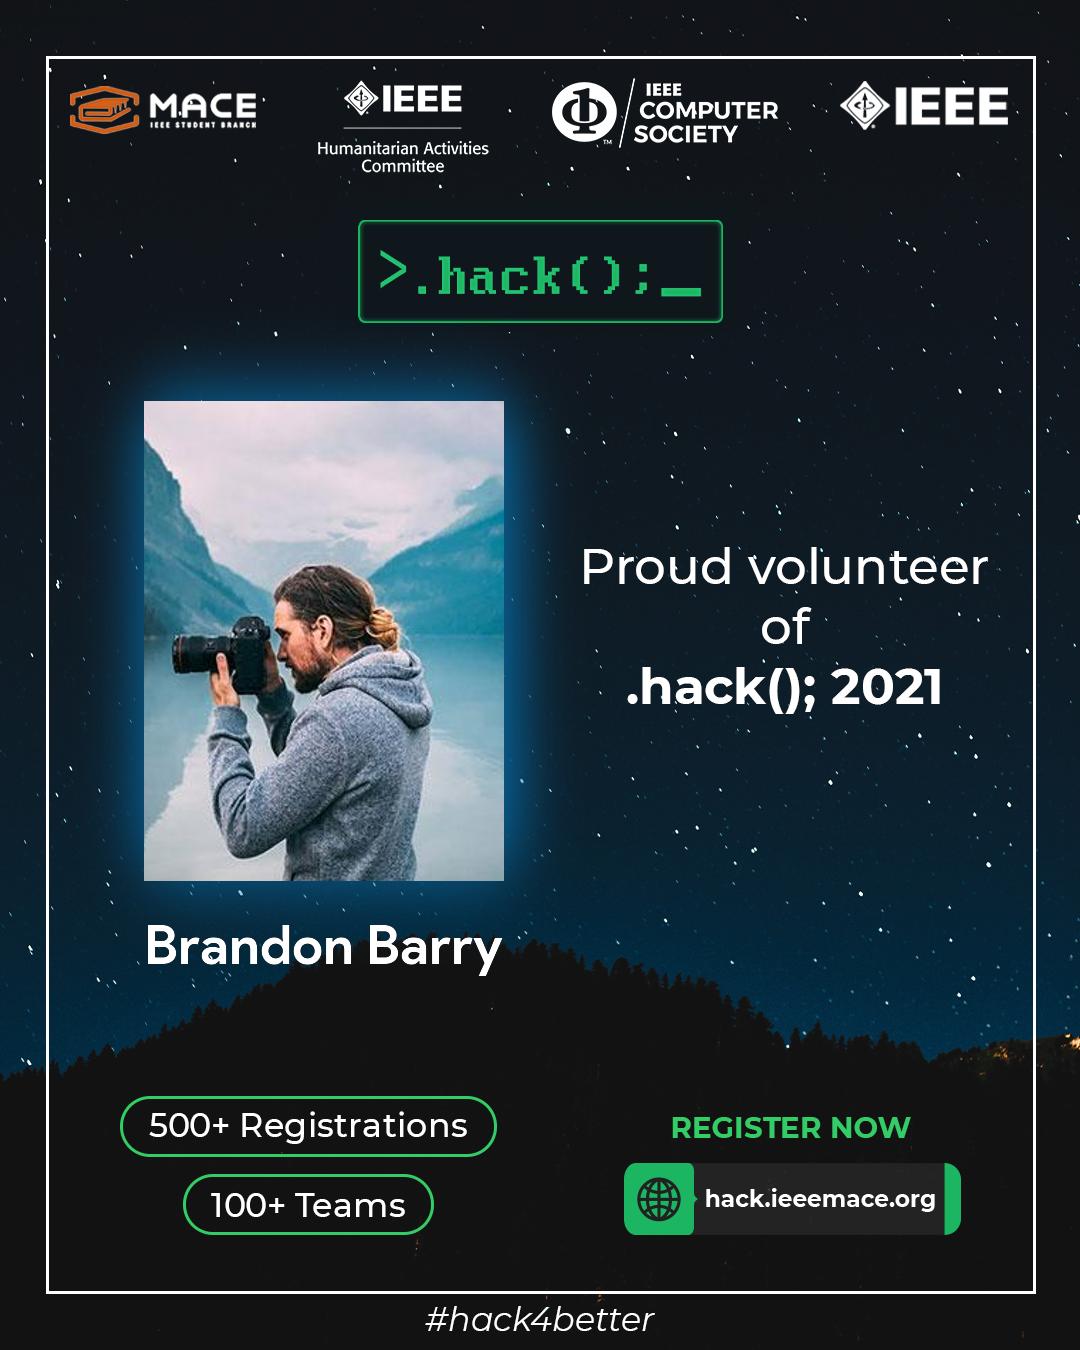 MACE
IEEE STUDENT BRANCH
IEEE
Humanitarian Activities
Committee
IEEE
COMPUTER
SOCIETY
TM
IEEE
>.hack();_
Proud volunteer
of
.hack(); 2021
Brandon Barry
500+ Registrations
100+ Teams
REGISTER NOW
hack.ieeemace.org
#hack4better